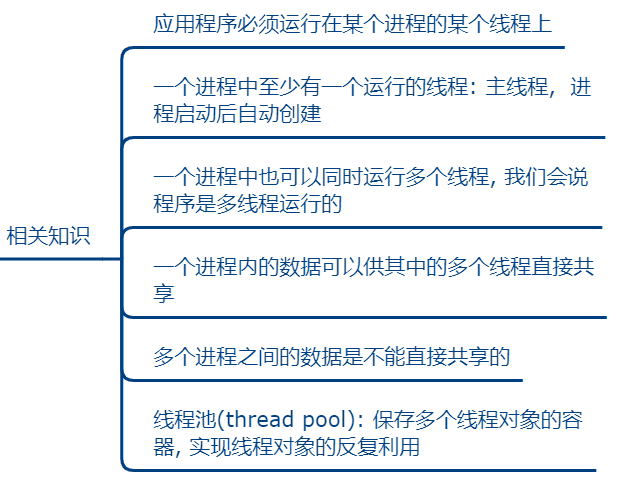 应用程序必须运行在某个进程的某个线程上
一个进程中至少有一个运行的线程: 主线程, 进
程启动后自动创建
一个进程中也可以同时运行多个线程, 我们会说
程序是多线程运行的
相关知识
一个进程内的数据可以供其中的多个线程直接共
享
多个进程之间的数据是不能直接共享的
线程池(thread pool): 保存多个线程对象的容
器, 实现线程对象的反复利用